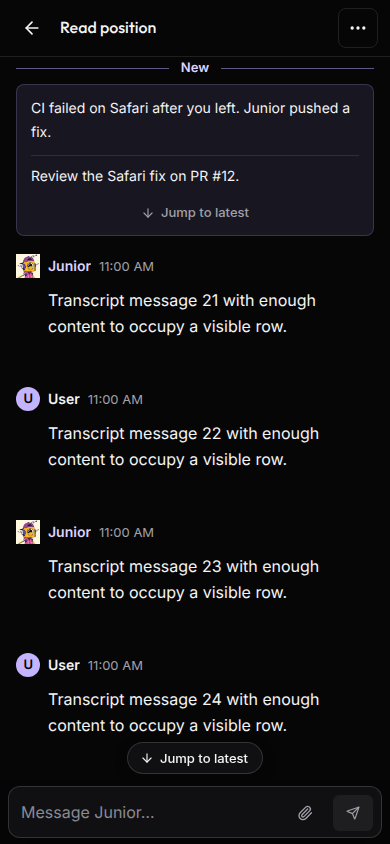 Read position
New
CI failed on Safari after you left. Junior pushed a
fix.
Review the Safari fix on PR #12.
Jump to latest
Junior 11:00 AM
Transcript message 21 with enough
content to occupy a visible row.
U User 11:00 AM
Transcript message 22 with enough
content to occupy a visible row.
Junior 11:00 AM
Transcript message 23 with enough
content to occupy a visible row.
U User 11:00 AM
Transcript message 24 with enough
content to occupy a visible row.
Jump to latest
Message Junior...